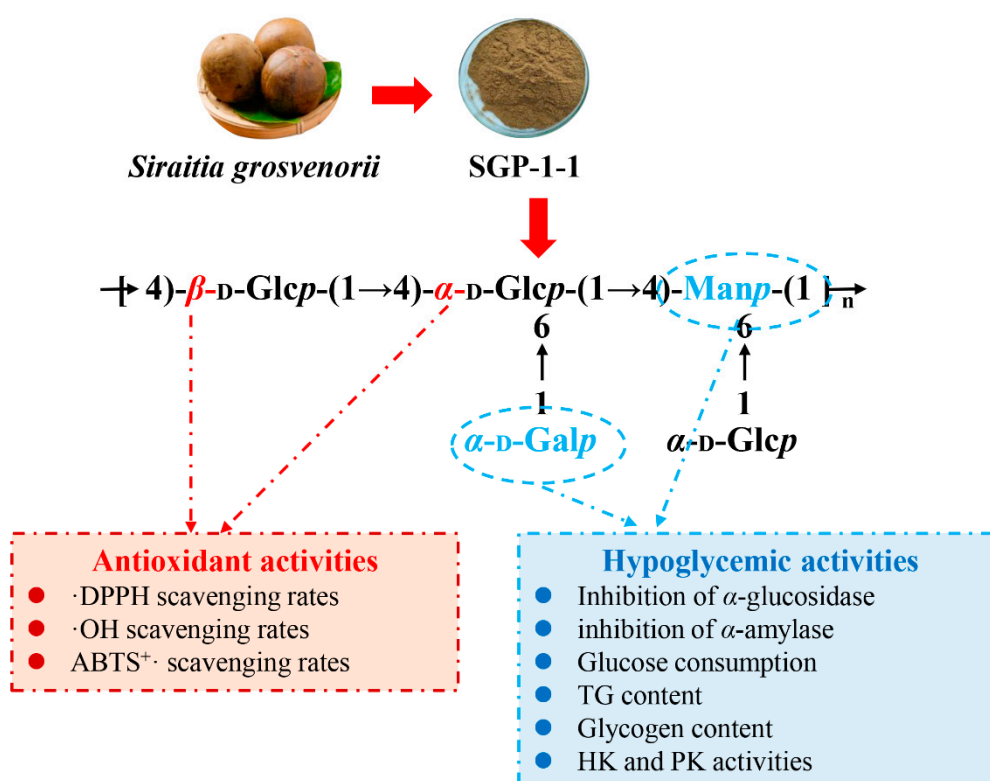 Siraitia grosvenorii
SGP-1-1
[ 4)-β-D-Glcp-(1→4)-α-D-Glcp-(1→4)-Manp-(1 ]n
6
6
1
1
α-D-Galp
α-D-Glcp
Antioxidant activities
● ·DPPH scavenging rates
● ·OH scavenging rates
● ABTS⁺· scavenging rates
Hypoglycemic activities
● Inhibition of α-glucosidase
● inhibition of α-amylase
● Glucose consumption
● TG content
● Glycogen content
● HK and PK activities